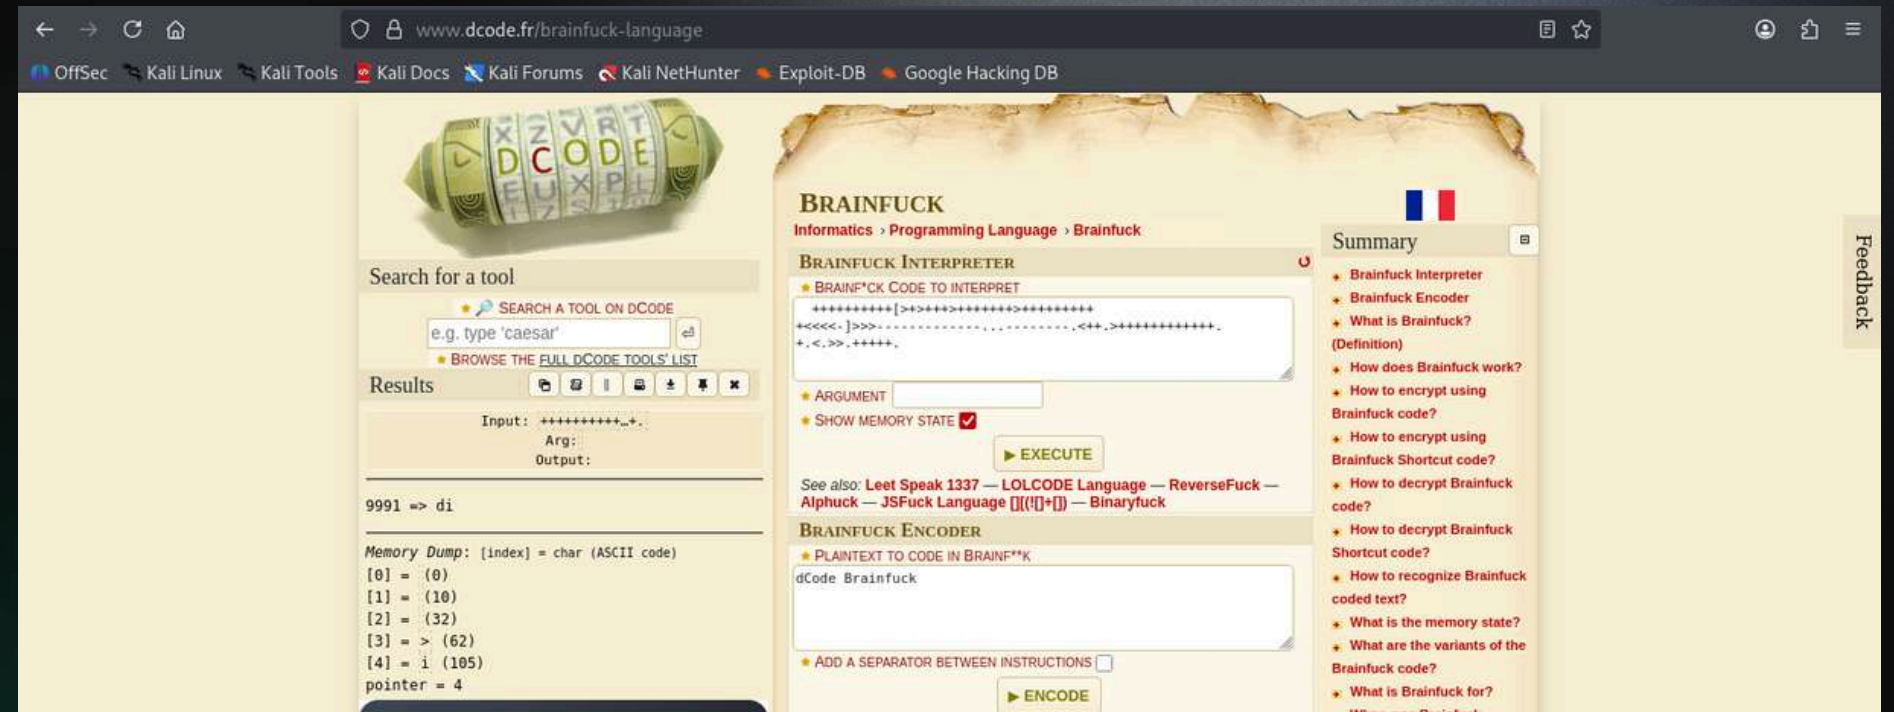 www.dcode.fr/brainfuck-language
OffSec Kali Linux Kali Tools Kali Docs Kali Forums Kali NetHunter Exploit-DB Google Hacking DB
DCODE
Search for a tool
SEARCH A TOOL ON DCODE
e.g. type 'caesar'
BROWSE THE FULL DCODE TOOLS' LIST
Results
Input: ++++++++++…+.
Arg:
Output:
9991 => di
Memory Dump: [index] = char (ASCII code)
[0] = (0)
[1] = (10)
[2] = (32)
[3] = > (62)
[4] = i (105)
pointer = 4
BRAINFUCK
Informatics › Programming Language › Brainfuck
BRAINFUCK INTERPRETER
BRAINF*CK CODE TO INTERPRET
++++++++++[>+>+++>+++++++>+++++++++
+<<<<-]>>>-------------...---------.<++.>++++++++++++.
+.<.>>.+++++.
ARGUMENT
SHOW MEMORY STATE
▶ EXECUTE
See also: Leet Speak 1337 — LOLCODE Language — ReverseFuck —
Alphuck — JSFuck Language [][(![]+[]) — Binaryfuck
BRAINFUCK ENCODER
PLAINTEXT TO CODE IN BRAINF**K
dCode Brainfuck
ADD A SEPARATOR BETWEEN INSTRUCTIONS
▶ ENCODE
Summary
Brainfuck Interpreter
Brainfuck Encoder
What is Brainfuck?
(Definition)
How does Brainfuck work?
How to encrypt using
Brainfuck code?
How to encrypt using
Brainfuck Shortcut code?
How to decrypt Brainfuck
code?
How to decrypt Brainfuck
Shortcut code?
How to recognize Brainfuck
coded text?
What is the memory state?
What are the variants of the
Brainfuck code?
What is Brainfuck for?
Feedback